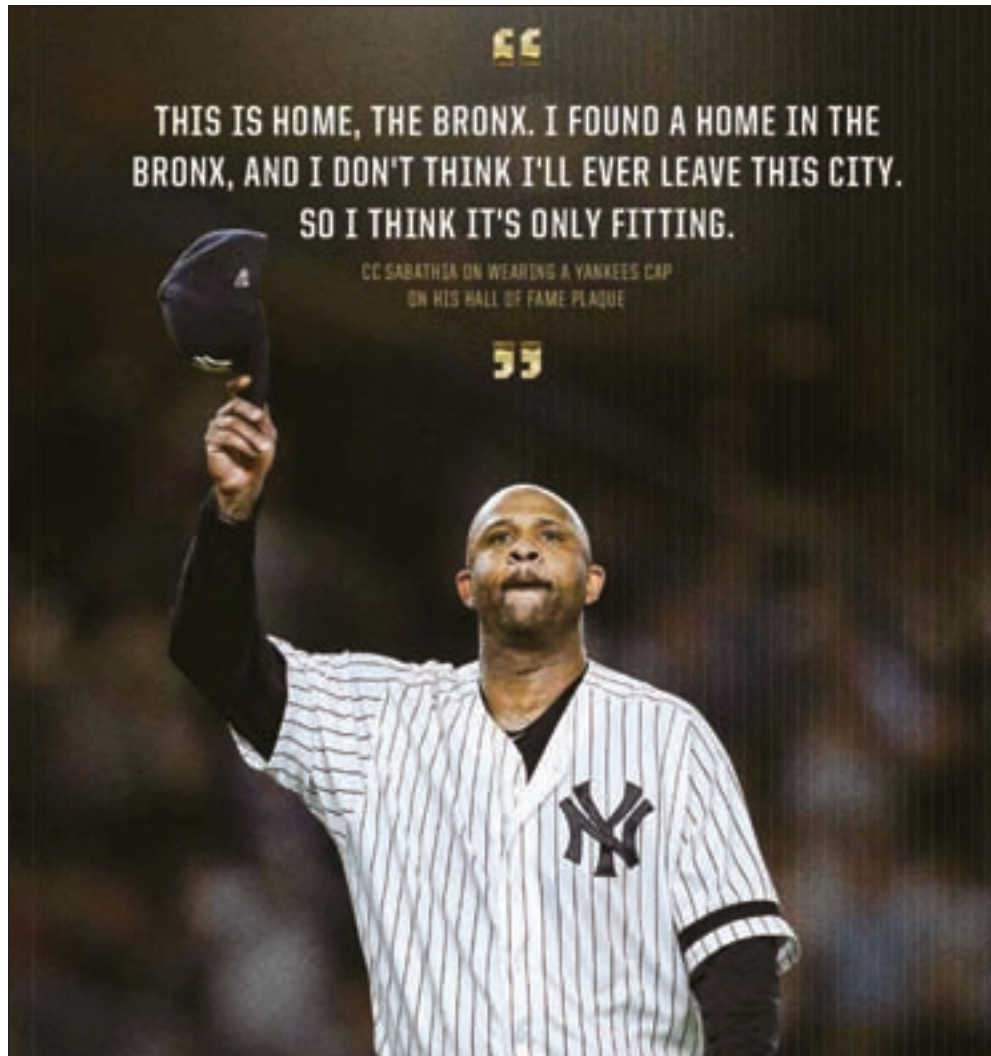 “
THIS IS HOME, THE BRONX. I FOUND A HOME IN THE
BRONX, AND I DON'T THINK I'LL EVER LEAVE THIS CITY.
SO I THINK IT'S ONLY FITTING.
CC SABATHIA ON WEARING A YANKEES CAP
ON HIS HALL OF FAME PLAQUE
”
NY